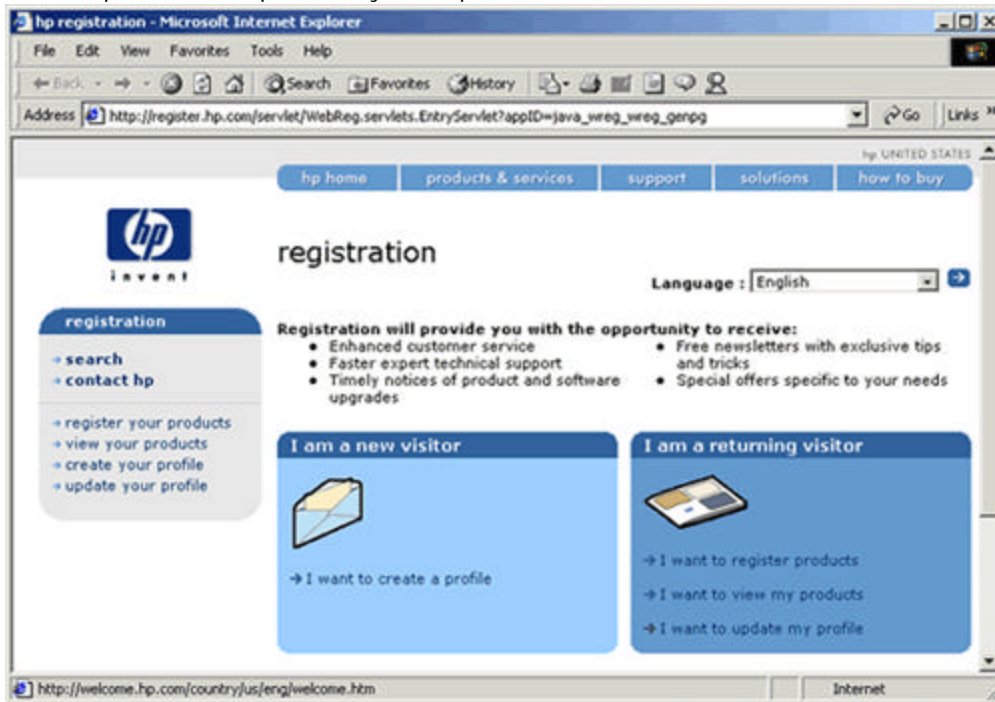 hp registration - Microsoft Internet Explorer
File Edit View Favorites Tools Help
Back Search Favorites History
Address http://register.hp.com/servlet/WebReg.servlets.EntryServlet?appID=java_wreg_wreg_genpg Go Links »
hp UNITED STATES
hp home products & services support solutions how to buy
hp
invent
registration
Language : English
registration
search
contact hp
register your products
view your products
create your profile
update your profile
Registration will provide you with the opportunity to receive:
• Enhanced customer service
• Faster expert technical support
• Timely notices of product and software
upgrades
• Free newsletters with exclusive tips
and tricks
• Special offers specific to your needs
I am a new visitor
I want to create a profile
I am a returning visitor
I want to register products
I want to view my products
I want to update my profile
http://welcome.hp.com/country/us/eng/welcome.htm Internet